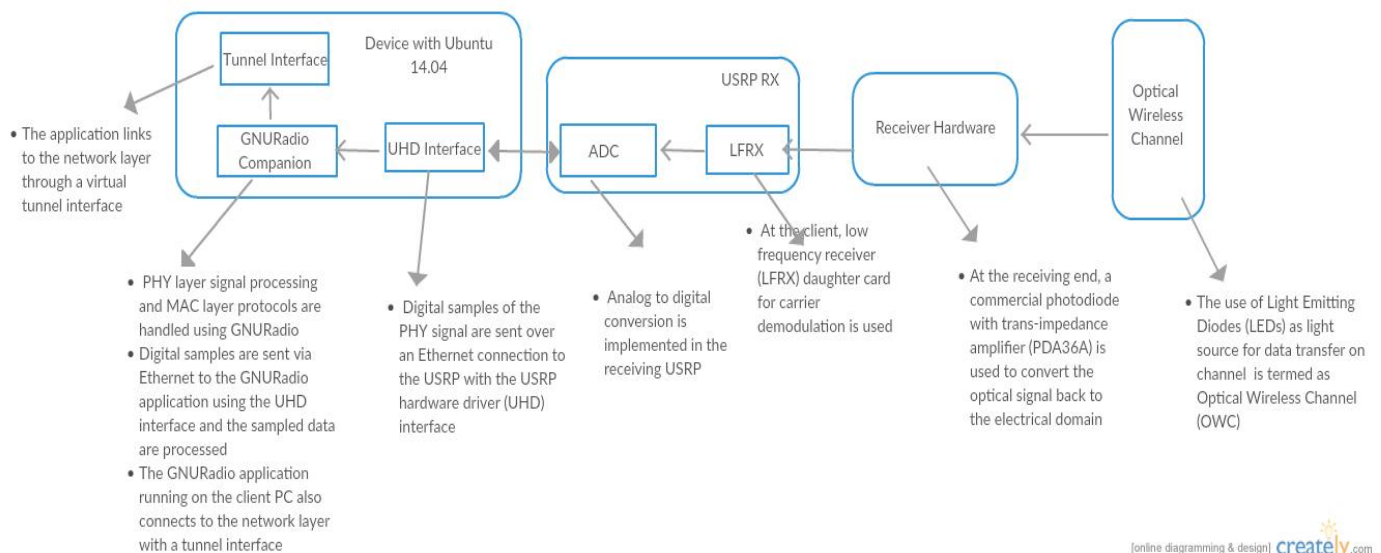 Tunnel Interface
Device with Ubuntu
14.04
GNURadio
Companion
UHD Interface
USRP RX
ADC
LFRX
Receiver Hardware
Optical
Wireless
Channel
• The application links
to the network layer
through a virtual
tunnel interface
• PHY layer signal processing
and MAC layer protocols are
handled using GNURadio
• Digital samples are sent via
Ethernet to the GNURadio
application using the UHD
interface and the sampled data
are processed
• The GNURadio application
running on the client PC also
connects to the network layer
with a tunnel interface
• Digital samples of the
PHY signal are sent over
an Ethernet connection to
the USRP with the USRP
hardware driver (UHD)
interface
• Analog to digital
conversion is
implemented in the
receiving USRP
• At the client, low
frequency receiver
(LFRX) daughter card
for carrier
demodulation is used
• At the receiving end, a
commercial photodiode
with trans-impedance
amplifier (PDA36A) is
used to convert the
optical signal back to
the electrical domain
• The use of Light Emitting
Diodes (LEDs) as light
source for data transfer on
channel is termed as
Optical Wireless Channel
(OWC)
[online diagramming & design] creately.com